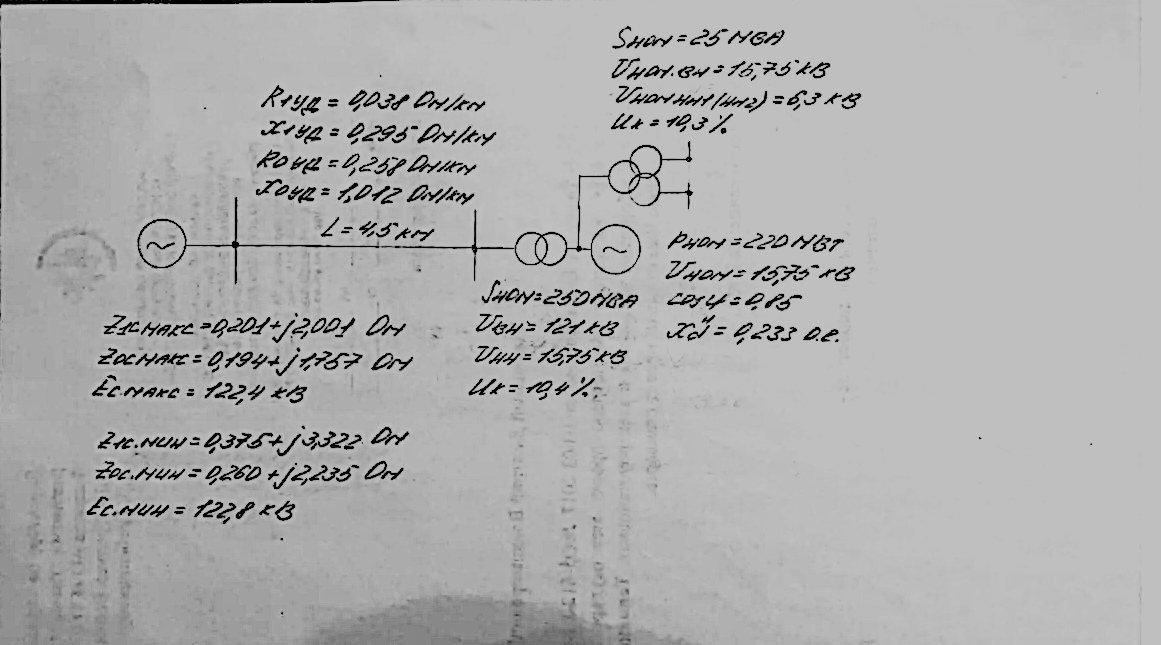 Sном = 25 МВА
Uном.вн = 15,75 кВ
Uном нн1(нн2) = 6,3 кВ
Uк = 10,3%
R1уд = 0,038 Ом/км
X1уд = 0,295 Ом/км
R0уд = 0,258 Ом/км
X0уд = 1,012 Ом/км
L = 4,5 км
Pном = 220 МВт
Uном = 15,75 кВ
cosφ = 0,85
X"d = 0,233 о.е.
Sном = 250 МВА
Uвн = 121 кВ
Uнн = 15,75 кВ
Uк = 10,4%
Z1с макс = 0,201 + j2,001 Ом
Z0с макс = 0,194 + j1,757 Ом
Eс.макс = 122,4 кВ
Z1с.мин = 0,375 + j3,322 Ом
Z0с.мин = 0,260 + j2,235 Ом
Eс.мин = 122,8 кВ